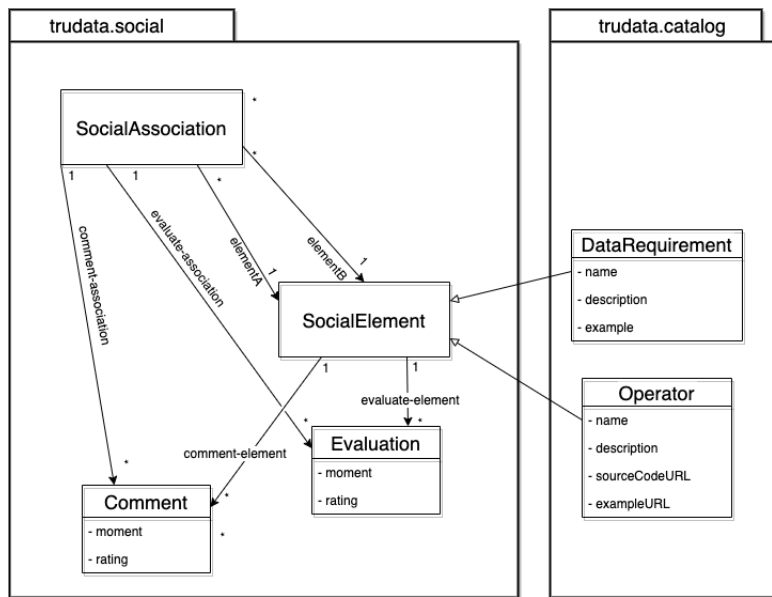 trudata.social
trudata.catalog
SocialAssociation
*
*
1
1
*
comment-association
evaluate-association
elementA
1
elementB
1
SocialElement
DataRequirement
- name
- description
- example
1
1
evaluate-element
comment-element
*
*
*
*
*
Evaluation
- moment
- rating
Comment
- moment
- rating
Operator
- name
- description
- sourceCodeURL
- exampleURL